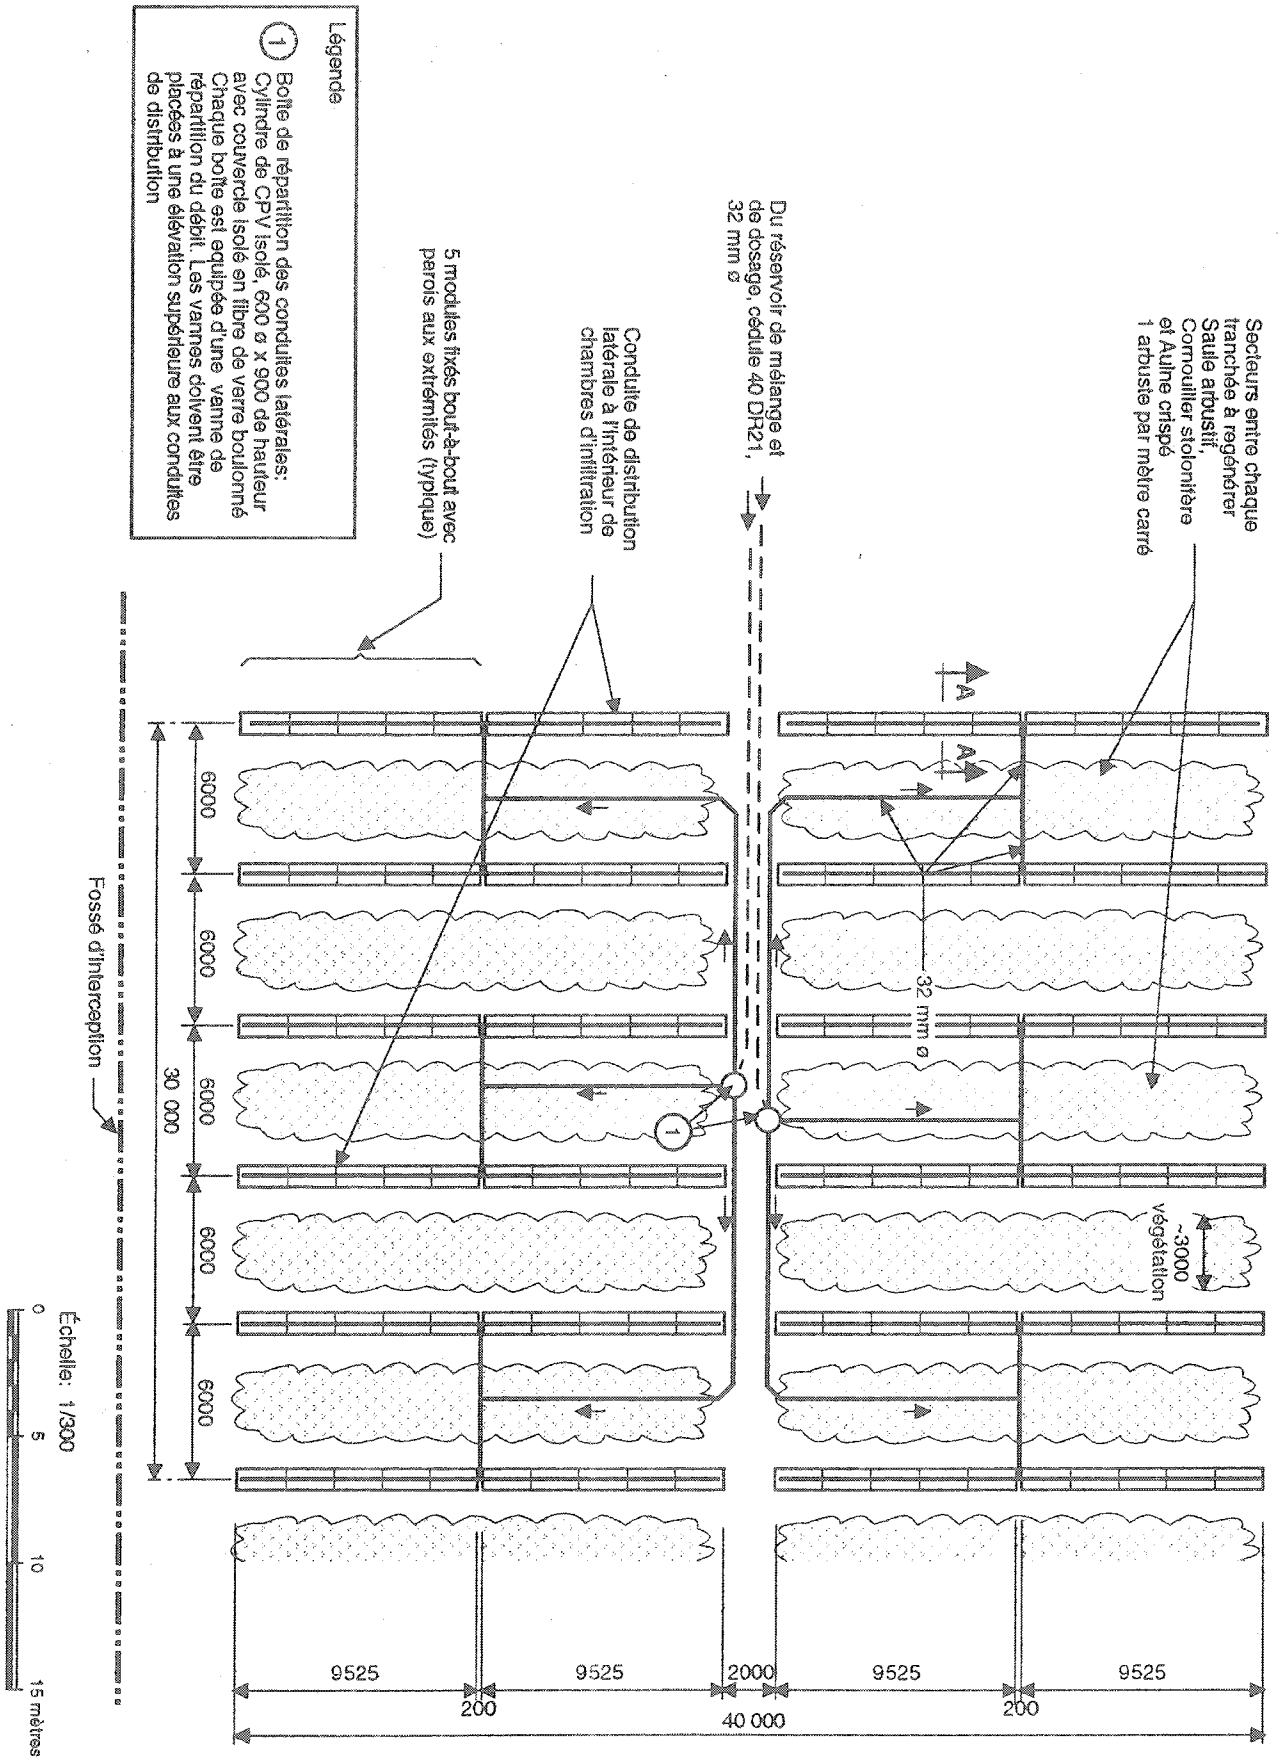 Légende
1
Boîte de répartition des conduites latérales:
Cylindre de CPV isolé, 600 ø x 900 de hauteur
avec couvercle isolé en fibre de verre boulonné
Chaque boîte est equipée d'une vanne de
répartition du débit. Les vannes doivent être
placées à une élévation supérieure aux conduites
de distribution
5 modules fixés bout-à-bout avec
parois aux extrémités (typique)
Conduite de distribution
latérale à l'intérieur de
chambres d'infiltration
Du réservoir de mélange et
de dosage, cédule 40 DR21,
32 mm ø
Secteurs entre chaque
tranchée à regénérer
Saule arbustif,
Cornouiller stolonifère
et Aulne crispé
1 arbuste par mètre carré
A
A
32 mm ø
1
~3000
végétation
6000
6000
6000
6000
6000
30 000
Fossé d'interception
Échelle: 1/300
0
5
10
15 mètres
9525
9525
2000
9525
9525
200
200
40 000